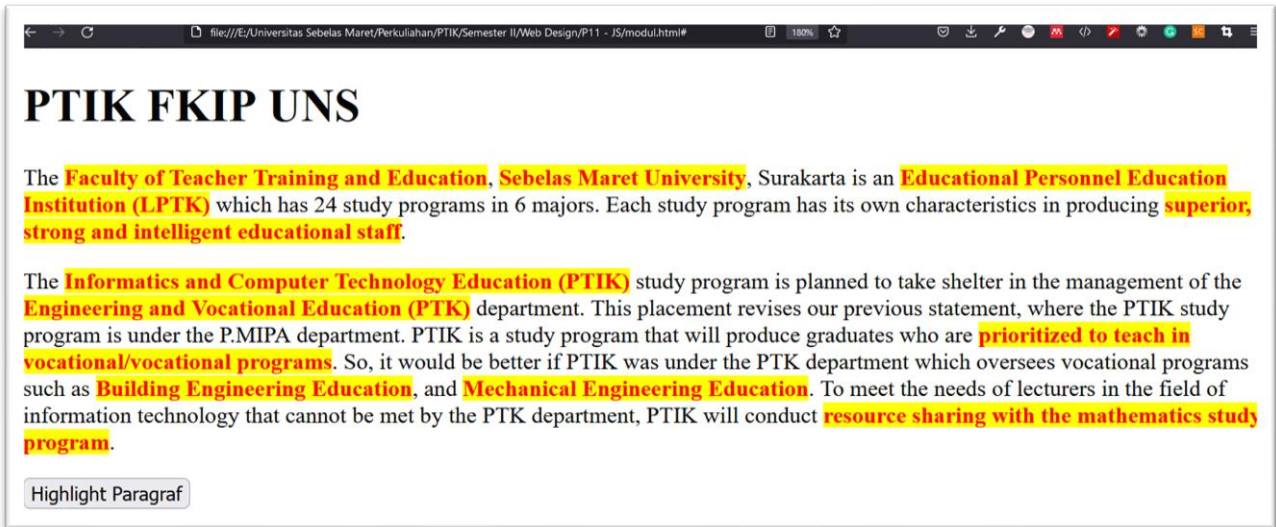 file:///E:/Universitas Sebelas Maret/Perkuliahan/PTIK/Semester II/Web Design/P11 - JS/modul.html# 180%
PTIK FKIP UNS
The Faculty of Teacher Training and Education, Sebelas Maret University, Surakarta is an Educational Personnel Education
Institution (LPTK) which has 24 study programs in 6 majors. Each study program has its own characteristics in producing superior,
strong and intelligent educational staff.
The Informatics and Computer Technology Education (PTIK) study program is planned to take shelter in the management of the
Engineering and Vocational Education (PTK) department. This placement revises our previous statement, where the PTIK study
program is under the P.MIPA department. PTIK is a study program that will produce graduates who are prioritized to teach in
vocational/vocational programs. So, it would be better if PTIK was under the PTK department which oversees vocational programs
such as Building Engineering Education, and Mechanical Engineering Education. To meet the needs of lecturers in the field of
information technology that cannot be met by the PTK department, PTIK will conduct resource sharing with the mathematics study
program.
Highlight Paragraf